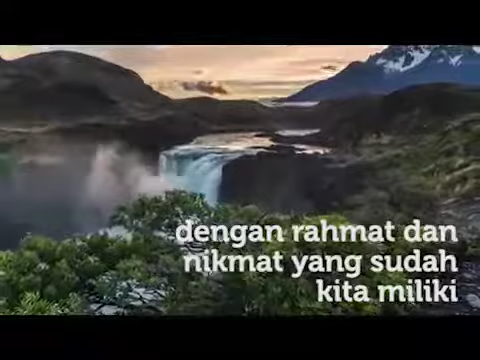 dengan rahmat dan
nikmat yang sudah
kita miliki